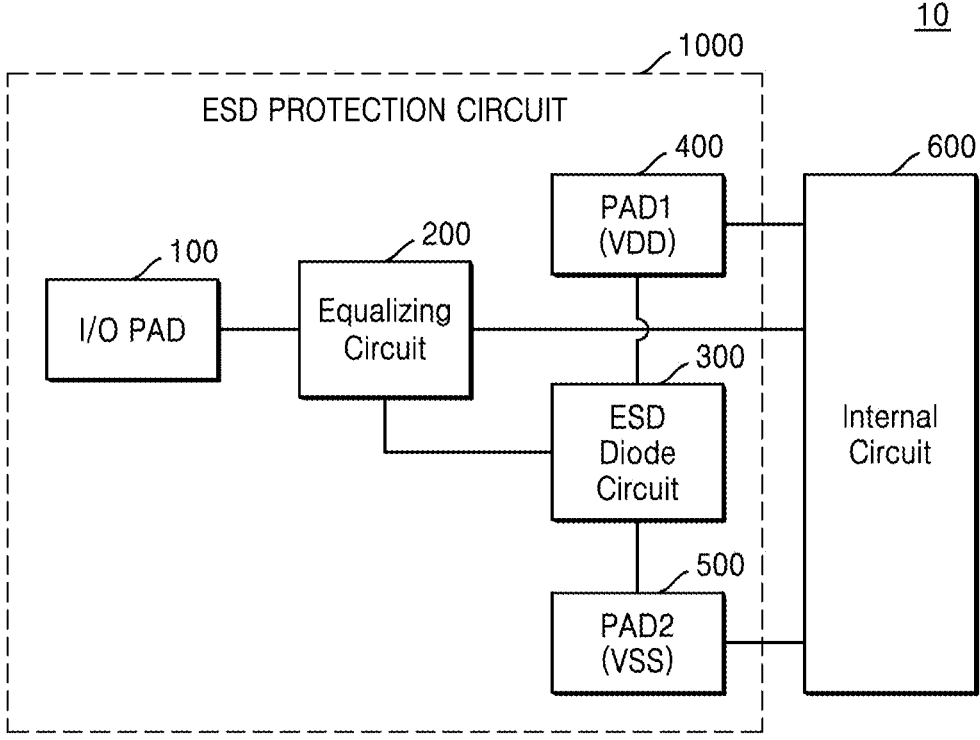 10
1000
ESD PROTECTION CIRCUIT
400
600
PAD1
(VDD)
200
100
Equalizing
Circuit
I/O PAD
300
ESD
Diode
Circuit
Internal
Circuit
500
PAD2
(VSS)